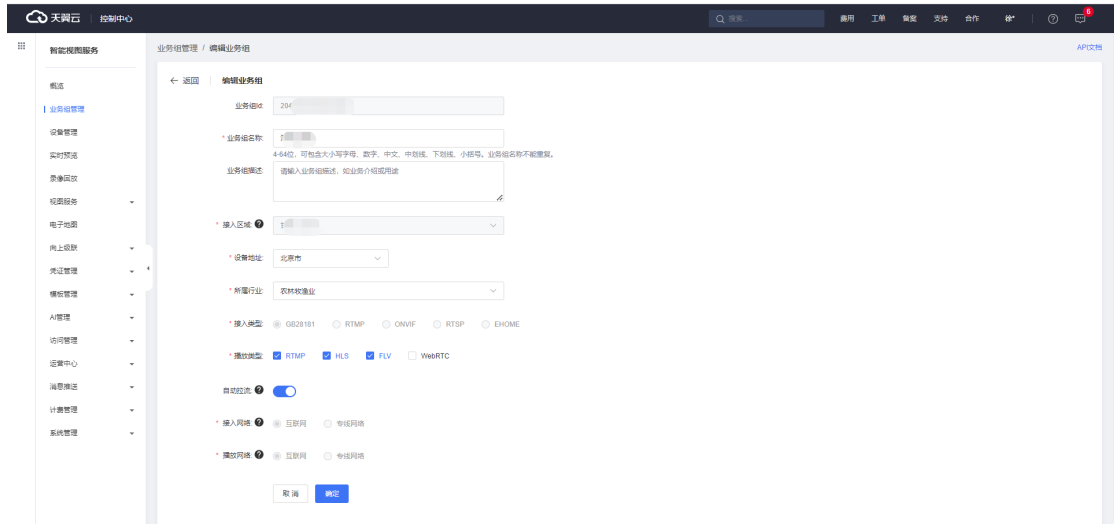 天翼云 控制中心 搜索... 费用 工单 备案 支持 合作 徐* 6
智能视图服务 业务组管理 / 编辑业务组 API文档
概览
业务组管理
设备管理
实时预览
录像回放
视图服务
电子地图
向上级联
凭证管理
模板管理
AI管理
访问管理
运营中心
消息推送
计费管理
系统管理
返回 编辑业务组
业务组Id: 204
* 业务组名称:
4-64位，可包含大小写字母、数字、中文、中划线、下划线、小括号。业务组名称不能重复。
业务组描述: 请输入业务组描述，如业务介绍或用途
* 接入区域:
* 设备地址: 北京市
* 所属行业: 农林牧渔业
* 接入类型: GB28181 RTMP ONVIF RTSP EHOME
* 播放类型: RTMP HLS FLV WebRTC
自动拉流:
* 接入网络: 互联网 专线网络
* 播放网络: 互联网 专线网络
取消 确定